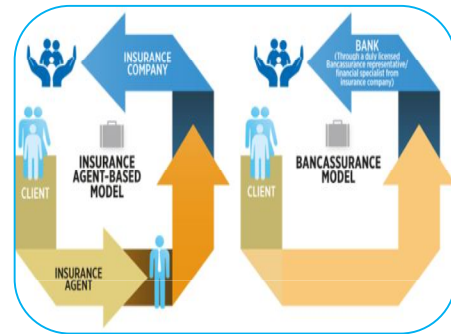 INSURANCE
COMPANY
CLIENT
INSURANCE
AGENT-BASED
MODEL
INSURANCE
AGENT
BANK
(Through a duly licensed
Bancassurance representative/
financial specialist from
insurance company)
CLIENT
BANCASSURANCE
MODEL